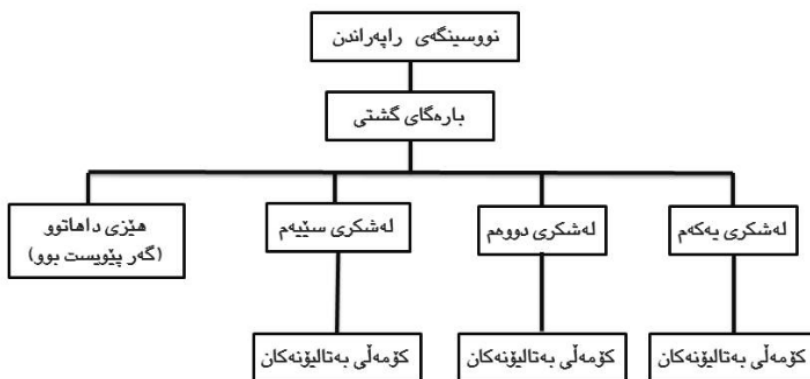 نووسینگەی راپەراندن
بارەگای گشتی
لەشکری یەکەم
لەشکری دووەم
لەشکری سێیەم
هێزی داهاتوو
(گەر پێویست بوو)
کۆمەڵی بەتالیۆنەکان
کۆمەڵی بەتالیۆنەکان
کۆمەڵی بەتالیۆنەکان